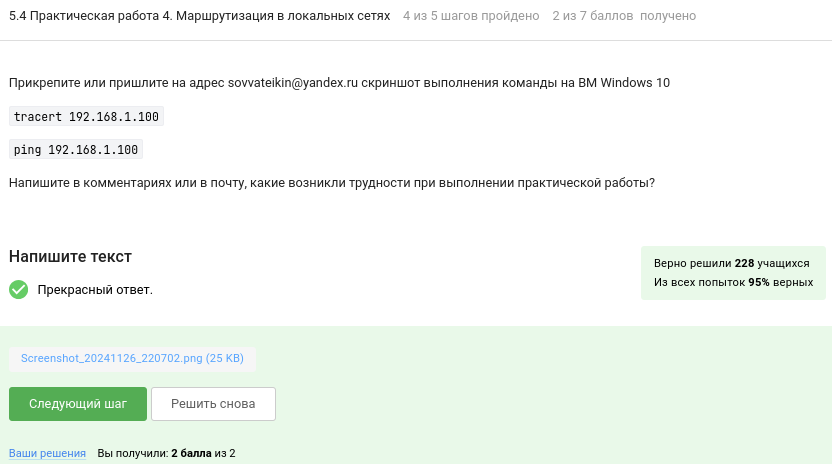 5.4 Практическая работа 4. Маршрутизация в локальных сетях 4 из 5 шагов пройдено 2 из 7 баллов получено
Прикрепите или пришлите на адрес sovvateikin@yandex.ru скриншот выполнения команды на ВМ Windows 10
tracert 192.168.1.100
ping 192.168.1.100
Напишите в комментариях или в почту, какие возникли трудности при выполнении практической работы?
Напишите текст
Верно решили 228 учащихся
Из всех попыток 95% верных
Прекрасный ответ.
Screenshot_20241126_220702.png (25 KB)
Следующий шаг Решить снова
Ваши решения Вы получили: 2 балла из 2